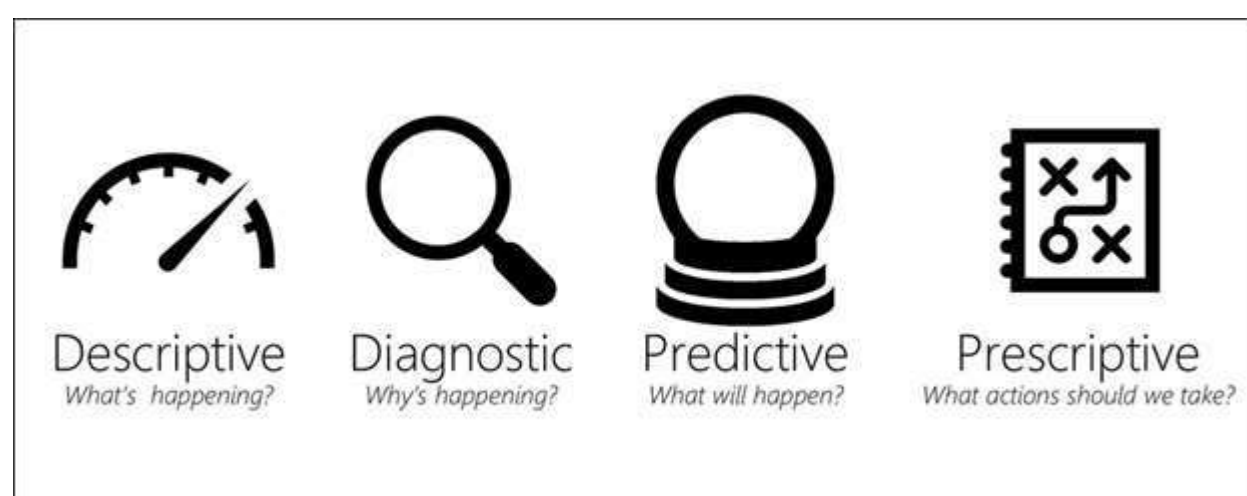 Descriptive
What's happening?
Diagnostic
Why's happening?
Predictive
What will happen?
Prescriptive
What actions should we take?